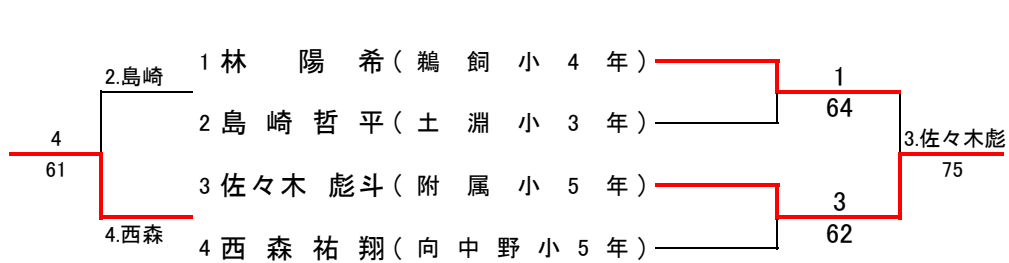 1 林 陽 希 ( 鵜 飼 小 4 年 )
2.島崎
1
64
2 島 崎 哲 平 ( 土 淵 小 3 年 )
4
61
3.佐々木彪
75
3 佐々木 彪斗 ( 附 属 小 5 年 )
3
62
4.西森
4 西 森 祐 翔 ( 向 中 野 小 5 年 )